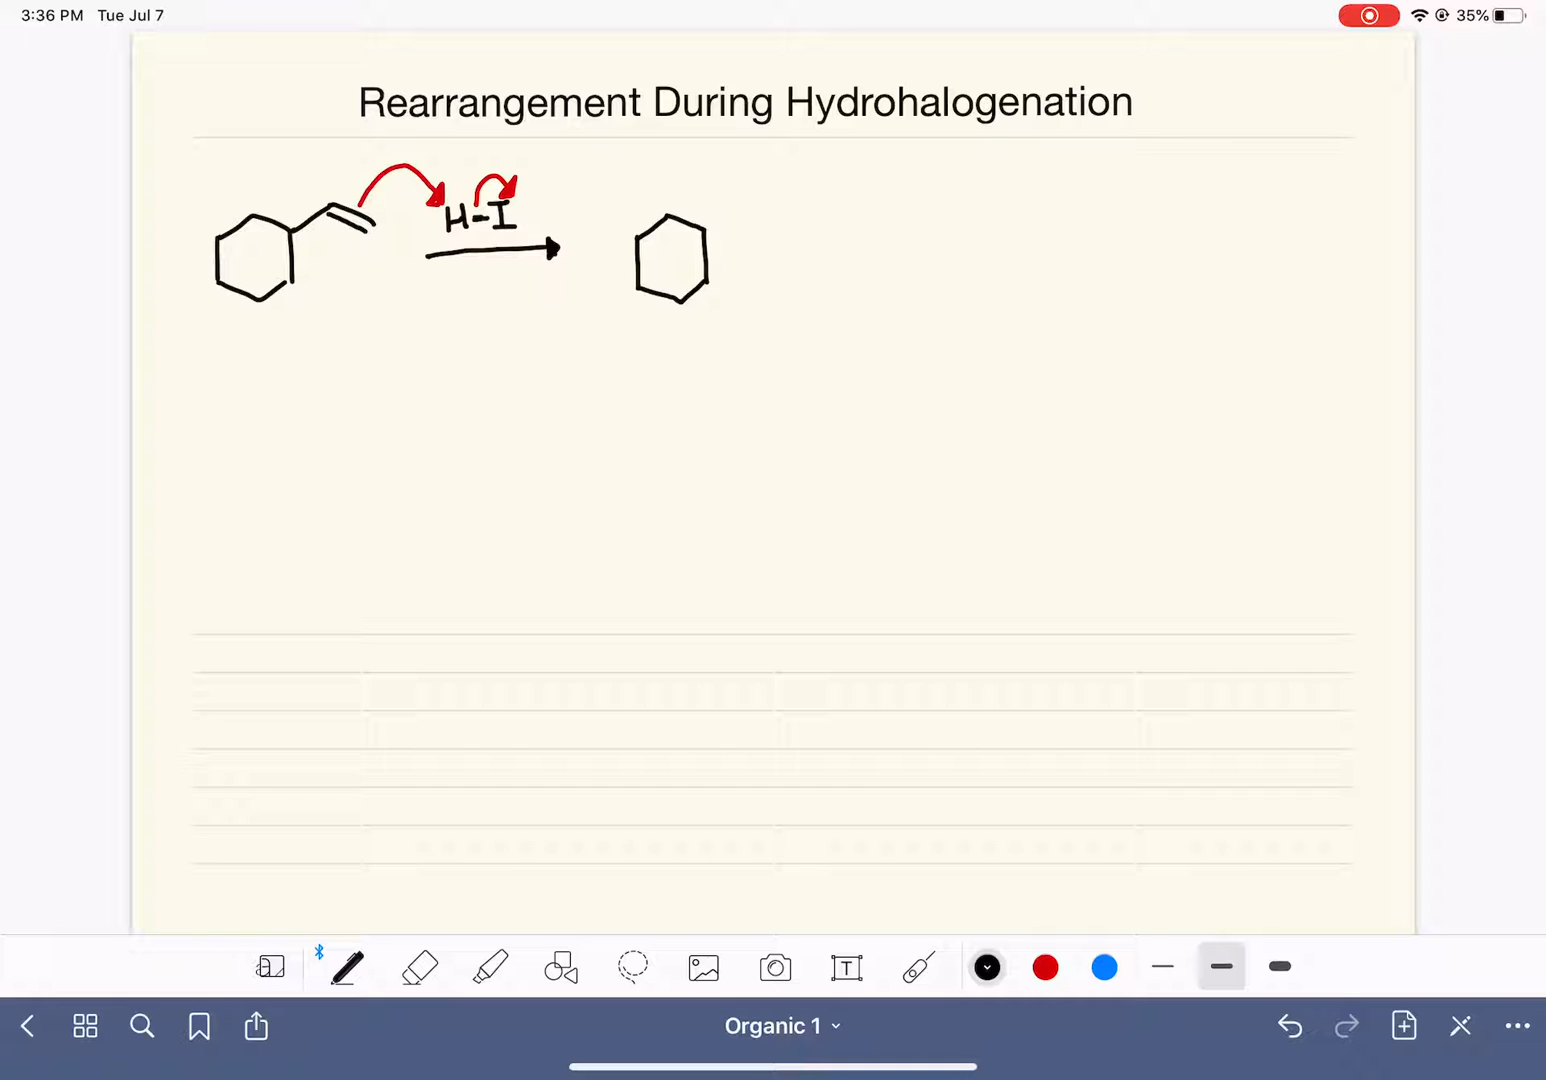 3:36 PM Tue Jul 7
35%
Rearrangement During Hydrohalogenation
H-I
T
Organic 1